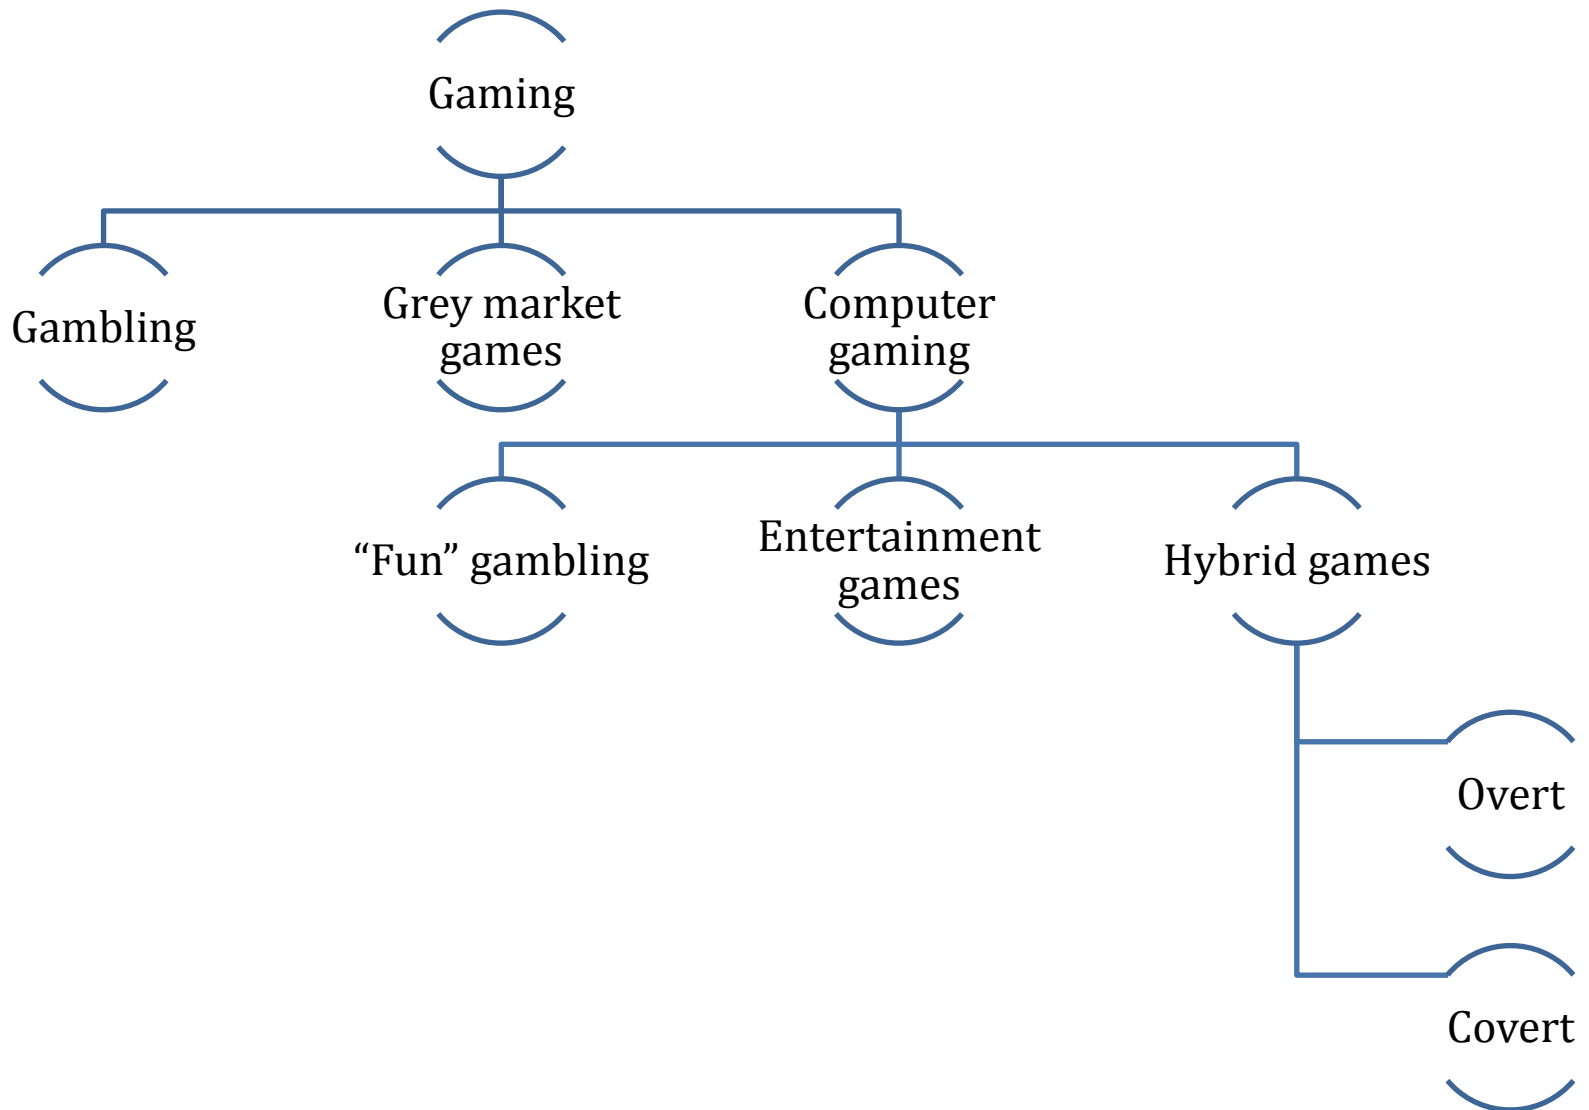 Gaming
Gambling
Grey market
games
Computer
gaming
“Fun” gambling
Entertainment
games
Hybrid games
Overt
Covert